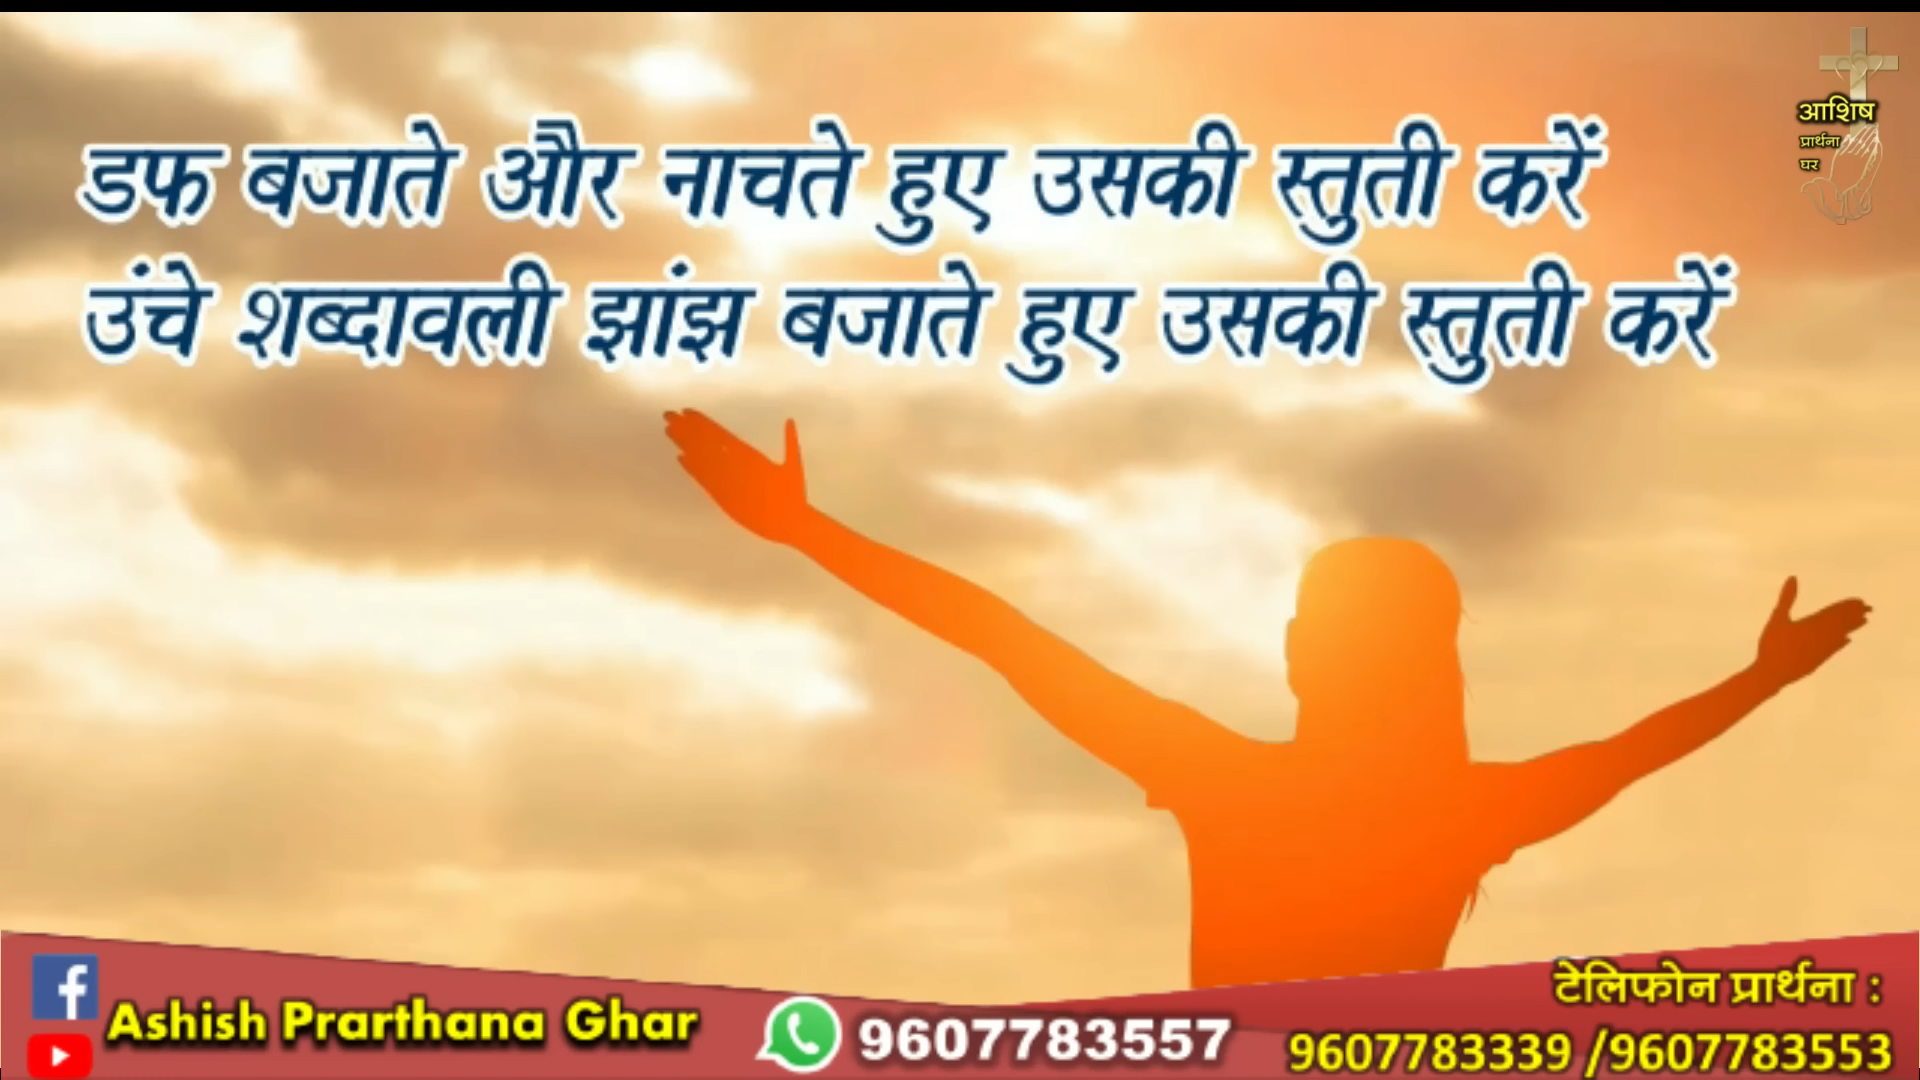 डफ बजाते और नाचते हुए उसकी स्तुती करें
उंचे शब्दावली झांझ बजाते हुए उसकी स्तुती करें
आशिष
प्रार्थना
घर
Ashish Prarthana Ghar
9607783557
टेलिफोन प्रार्थना :
9607783339 /9607783553